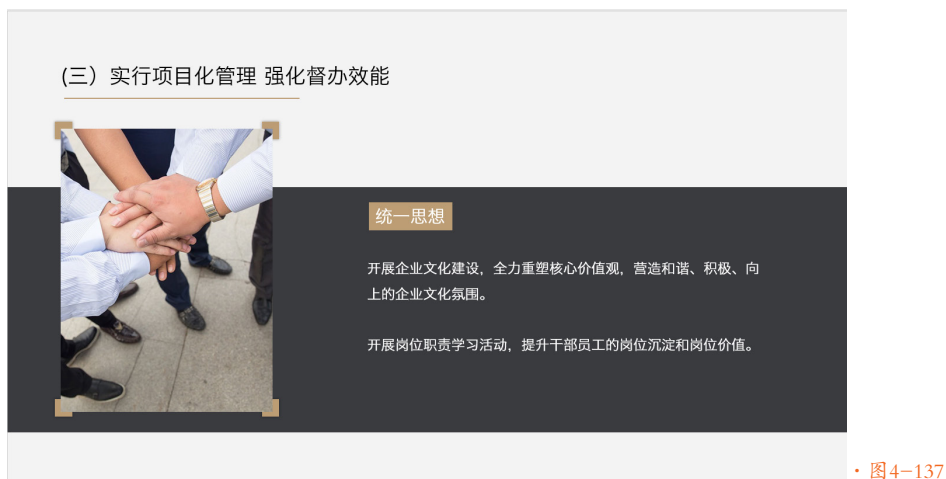 (三）实行项目化管理 强化督办效能
统一思想
开展企业文化建设，全力重塑核心价值观，营造和谐、积极、向
上的企业文化氛围。
开展岗位职责学习活动，提升干部员工的岗位沉淀和岗位价值。
·图4-137